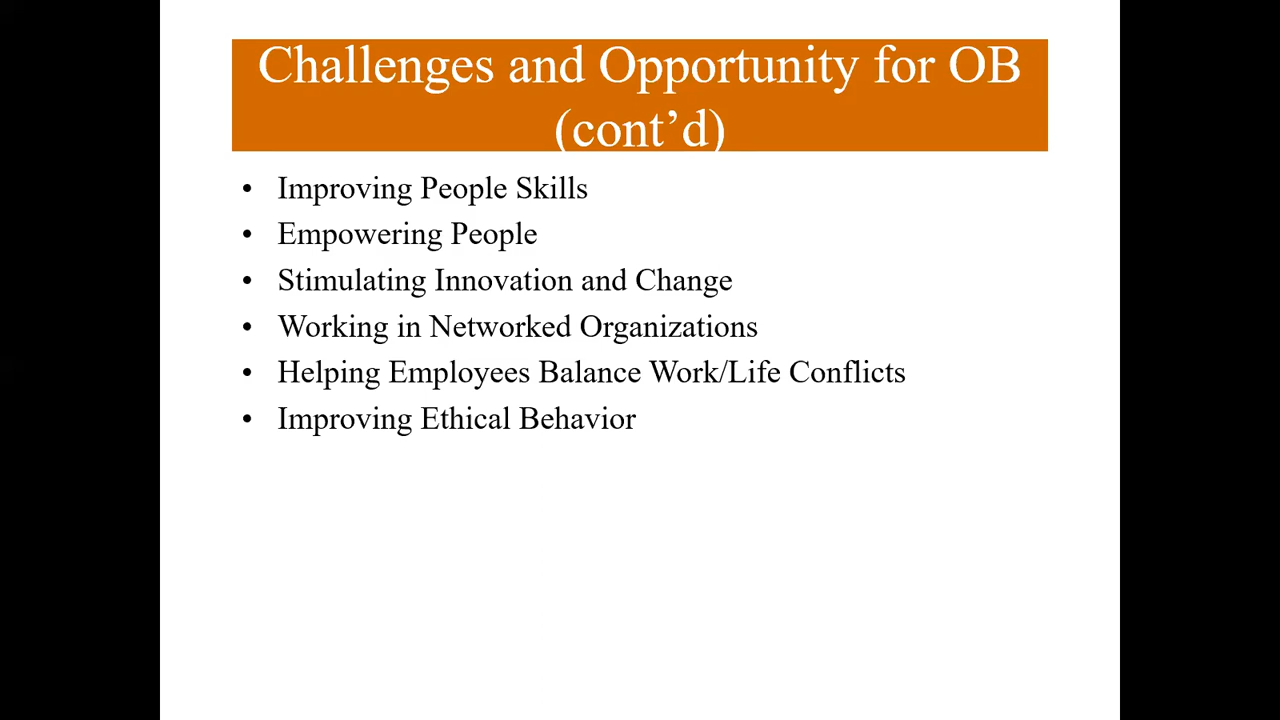 Challenges and Opportunity for OB
(cont’d)
• Improving People Skills
• Empowering People
• Stimulating Innovation and Change
• Working in Networked Organizations
• Helping Employees Balance Work/Life Conflicts
• Improving Ethical Behavior